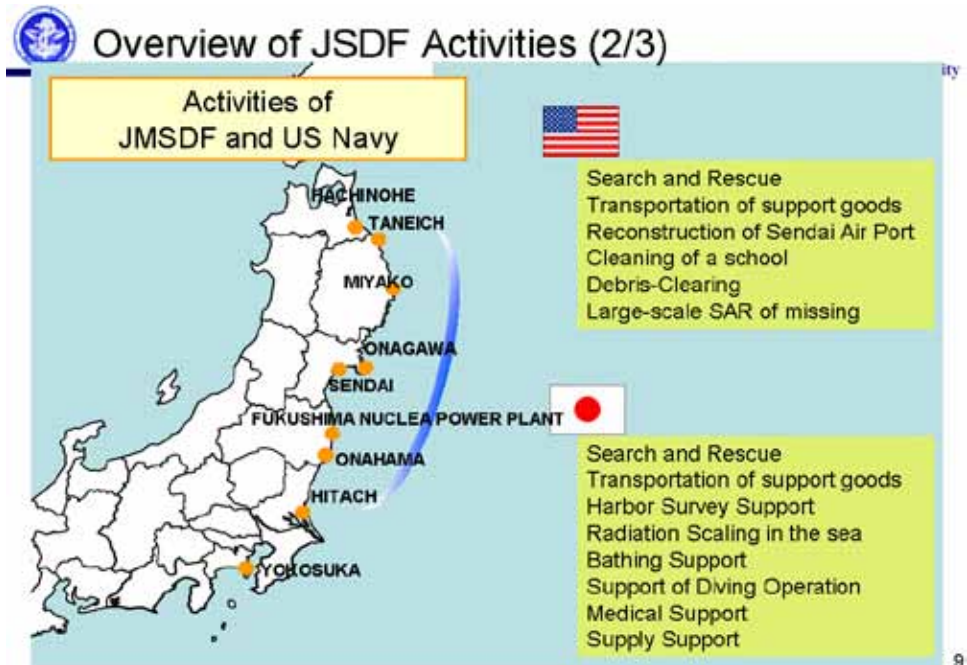 Overview of JSDF Activities (2/3)
ity
Activities of
JMSDF and US Navy
HACHINOHE
TANEICH
MIYAKO
ONAGAWA
SENDAI
FUKUSHIMA NUCLEA POWER PLANT
ONAHAMA
HITACH
YOKOSUKA
Search and Rescue
Transportation of support goods
Reconstruction of Sendai Air Port
Cleaning of a school
Debris-Clearing
Large-scale SAR of missing
Search and Rescue
Transportation of support goods
Harbor Survey Support
Radiation Scaling in the sea
Bathing Support
Support of Diving Operation
Medical Support
Supply Support
9